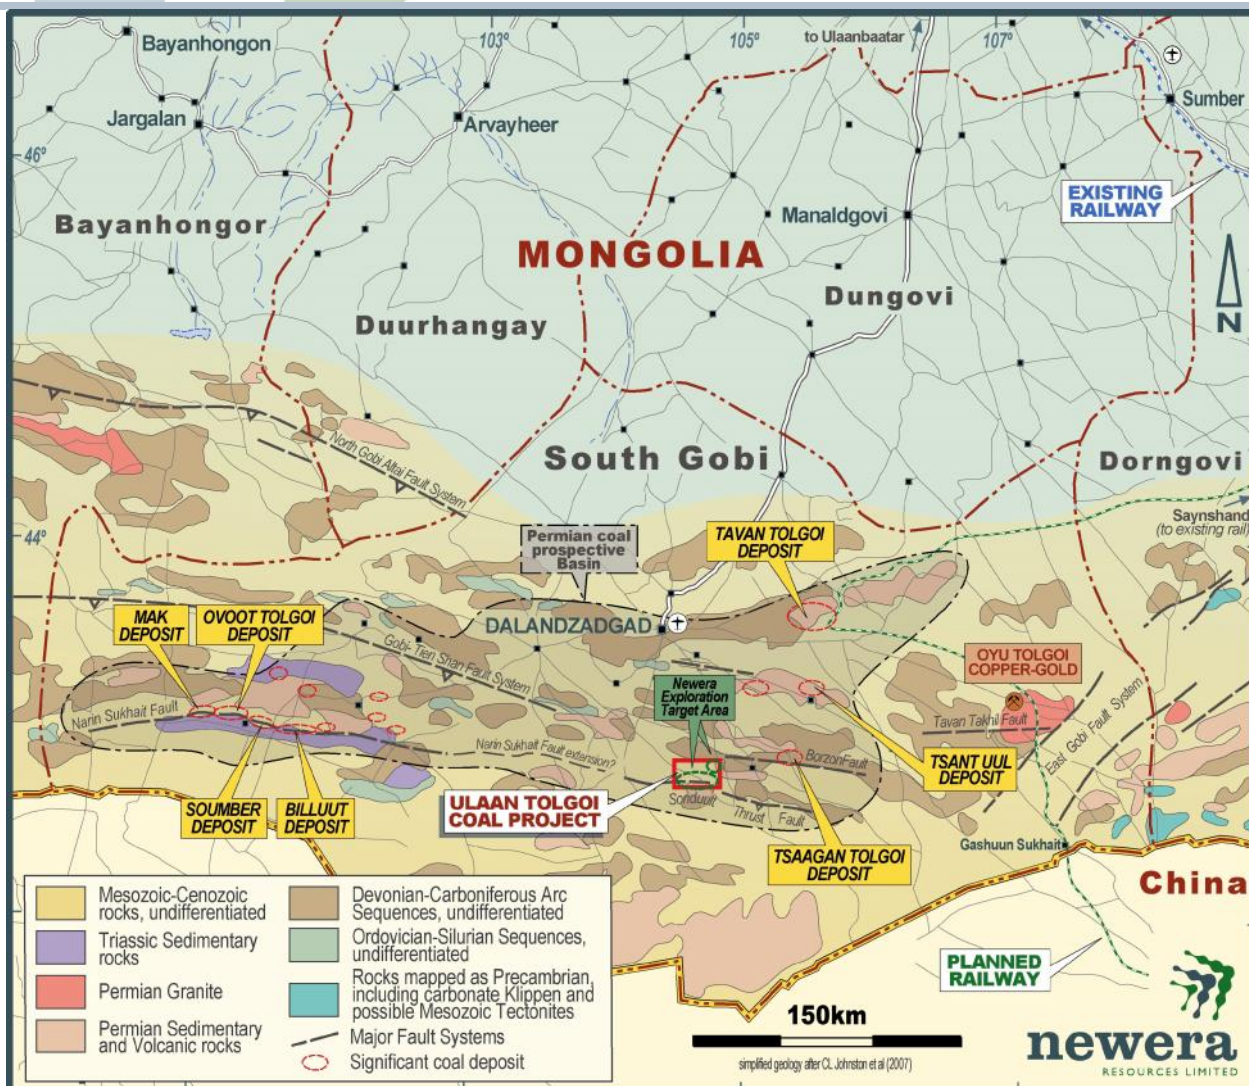 Bayanhongon
103°
105°
to Ulaanbaatar
107°
Jargalan
Arvayheer
Sumber
46°
EXISTING
RAILWAY
Manaldgovi
Bayanhongor
MONGOLIA
Dungovi
Duurhangay
N
North Gobi Altai Fault System
South Gobi
Dorngovi
Saynshand
(to existing rail)
44°
Permian coal
prospective
Basin
TAVAN TOLGOI
DEPOSIT
MAK
DEPOSIT
OVOOT TOLGOI
DEPOSIT
DALANDZADGAD
Gobi-Tien Shan Fault System
OYU TOLGOI
COPPER-GOLD
Newera
Exploration
Target Area
Narin Sukhait Fault
Tavan Takhil Fault
East Gobi Fault System
Narin Sukhait Fault extension?
BorzonFault
TSANT UUL
DEPOSIT
SOUMBER
DEPOSIT
BILLUUT
DEPOSIT
ULAAN TOLGOI
COAL PROJECT
Thrust Fault
TSAAGAN TOLGOI
DEPOSIT
Gashuun Sukhait
China
Mesozoic-Cenozoic
rocks, undifferentiated
Triassic Sedimentary
rocks
Permian Granite
Permian Sedimentary
and Volcanic rocks
Devonian-Carboniferous Arc
Sequences, undifferentiated
Ordovician-Silurian Sequences,
undifferentiated
Rocks mapped as Precambrian,
including carbonate Klippen and
possible Mesozoic Tectonites
Major Fault Systems
Significant coal deposit
PLANNED
RAILWAY
150km
simplified geology after CL Johnston et al (2007)
newera
RESOURCES LIMITED